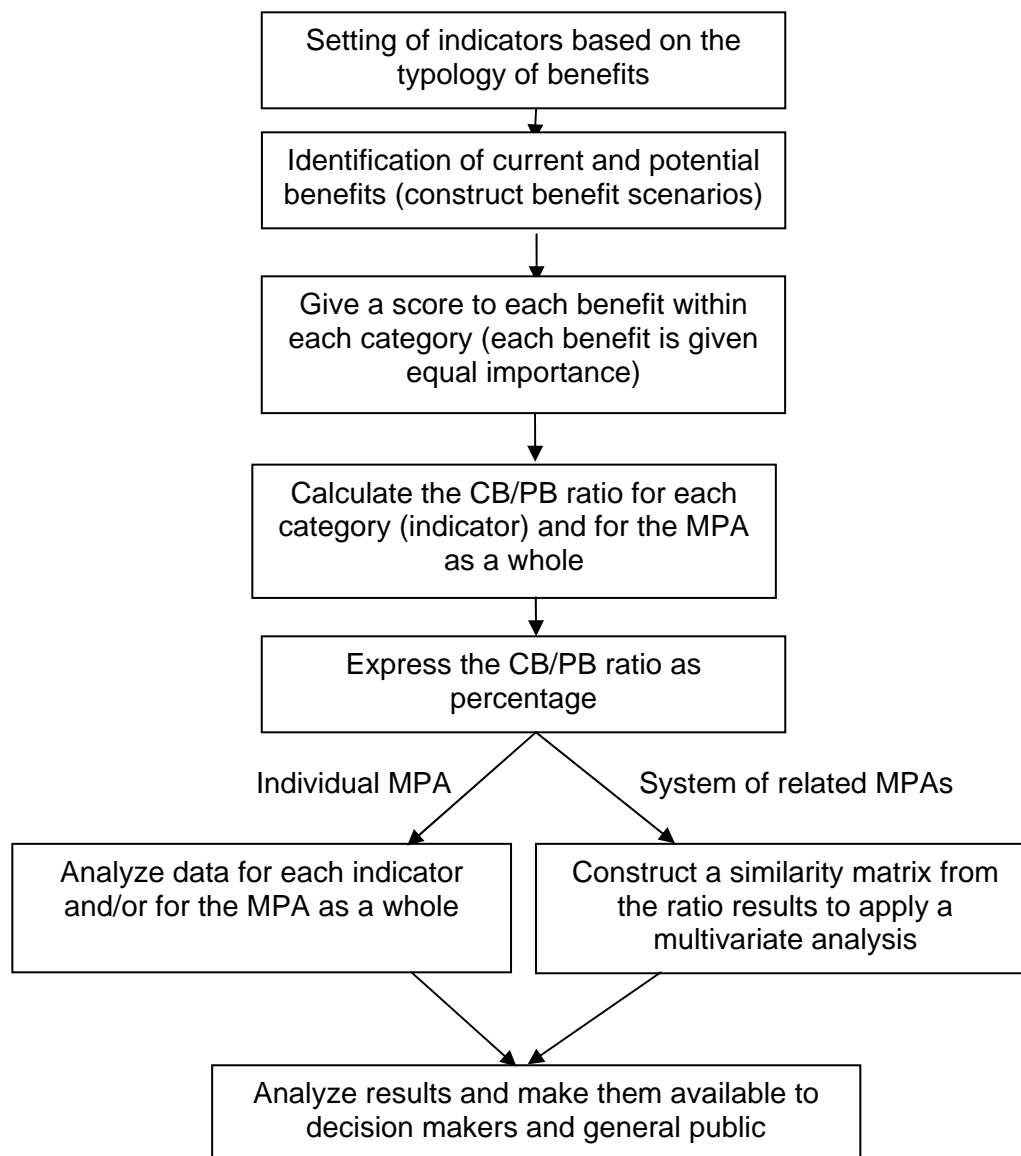 Setting of indicators based on the
typology of benefits
Identification of current and potential
benefits (construct benefit scenarios)
Give a score to each benefit within
each category (each benefit is given
equal importance)
Calculate the CB/PB ratio for each
category (indicator) and for the MPA
as a whole
Express the CB/PB ratio as
percentage
Individual MPA
System of related MPAs
Analyze data for each indicator
and/or for the MPA as a whole
Construct a similarity matrix from
the ratio results to apply a
multivariate analysis
Analyze results and make them available to
decision makers and general public